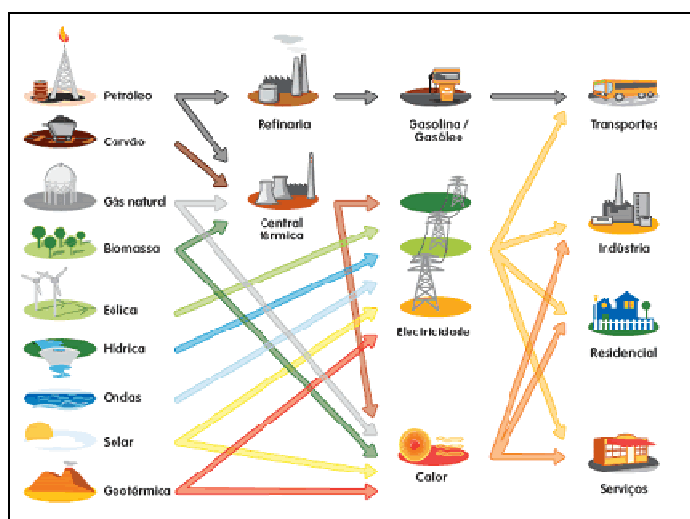 Petróleo
Refinaria
Gasolina /
Gasóleo
Transportes
Carvão
Gás natural
Central
térmica
Biomassa
Indústria
Eólica
Electricidade
Hídrica
Residencial
Ondas
Solar
Geotérmica
Calor
Serviços